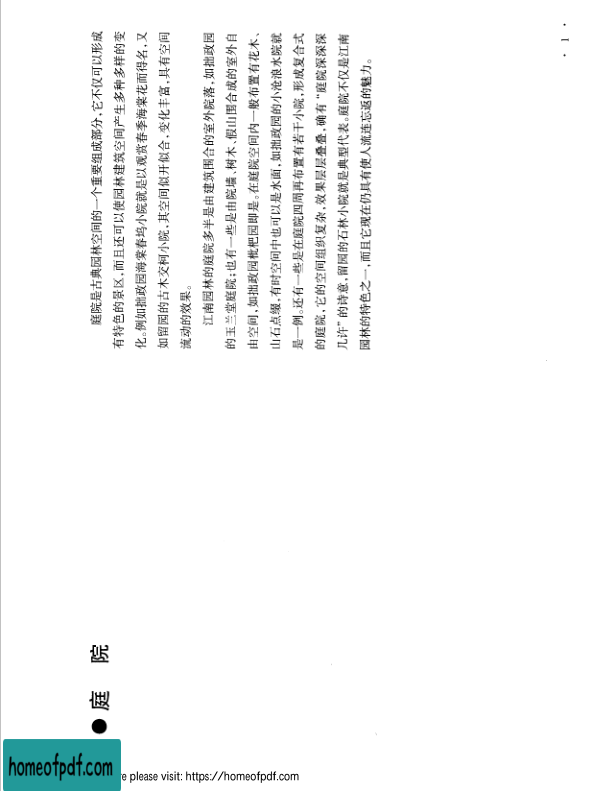 ●庭 院
庭院是古典园林空间的一个重要组成部分,它不仅可以形成
有特色的景区,而且还可以使园林建筑空间产生多种多样的变
化。例如拙政园海棠春坞小院就是以观赏春季海棠花而得名,又
如留园的古木交柯小院,其空间似开似合,变化丰富,具有空间
流动的效果。
江南园林的庭院多半是由建筑围合的室外院落,如拙政园
的玉兰堂庭院;也有一些是由院墙、树木、假山围合成的室外自
由空间,如拙政园枇杷园即是。在庭院空间内一般布置有花木、
山石点缀,有时空间中也可以是水面,如拙政园的小沧浪水院就
是一例。还有一些是在庭院四周再布置有若干小院,形成复合式
的庭院,它的空间组织复杂,效果层层叠叠,确有“庭院深深深
几许”的诗意,留园的石林小院就是典型代表。庭院不仅是江南
园林的特色之一,而且它现在仍具有使人流连忘返的魅力。
· 1 ·
homeofpdf.com
re please visit: https://homeofpdf.com